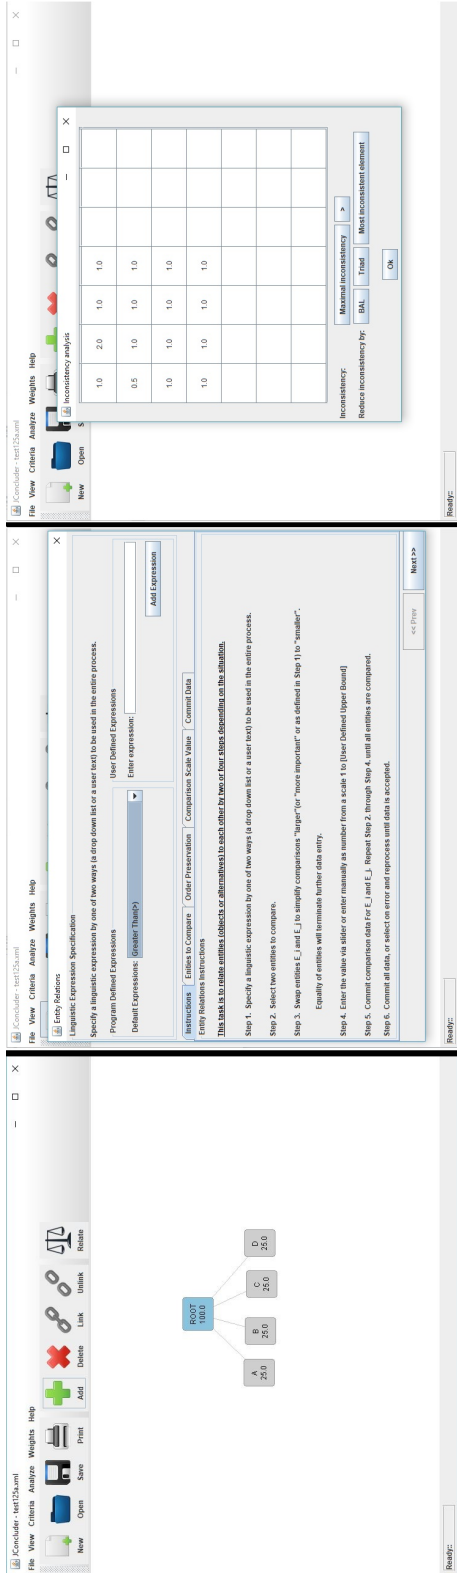 JConcluder - test125a.xml
File View Criteria Analyze Weights Help
New Open Save Print Add Delete Link Unlink Relate
ROOT
100.0
A
25.0
B
25.0
C
25.0
D
25.0
Ready::
JConcluder - test125a.xml
File View Criteria Analyze Weights Help
Entity Relations
Linguistic Expression Specification
Specify a linguistic expression by one of two ways (a drop down list or a user text) to be used in the entire process.
Program Defined Expressions
Default Expressions: Greater Than(>)
User Defined Expressions
Enter expression:
Add Expression
Instructions Entities to Compare Order Preservation Comparison Scale Value Commit Data
Entity Relations Instructions
This task is to relate entities (objects or alternatives) to each other by two or four steps depending on the situation.
Step 1. Specify a linguistic expression by one of two ways (a drop down list or a user text) to be used in the entire process.
Step 2. Select two entities to compare.
Step 3. Swap entities E_i and E_j to simplify comparisons "larger"(or "more important" or as defined in Step 1) to "smaller".
Equality of entities will terminate further data entry.
Step 4. Enter the value via slider or enter manually as number from a scale 1 to [User Defined Upper Bound]
Step 5. Commit comparison data for E_i and E_j. Repeat Step 2. through Step 4. until all entities are compared.
Step 6. Commit all data, or select on error and reprocess until data is accepted.
<< Prev Next >>
Ready::
JConcluder - test125a.xml
File View Criteria Analyze Weights Help
New Open S
Inconsistency analysis
1.0 2.0 1.0 1.0
0.5 1.0 1.0 1.0
1.0 1.0 1.0 1.0
1.0 1.0 1.0 1.0
Inconsistency: Maximal inconsistency >
Reduce inconsistency by: BAL Triad Most inconsistent element
Ok
Ready::